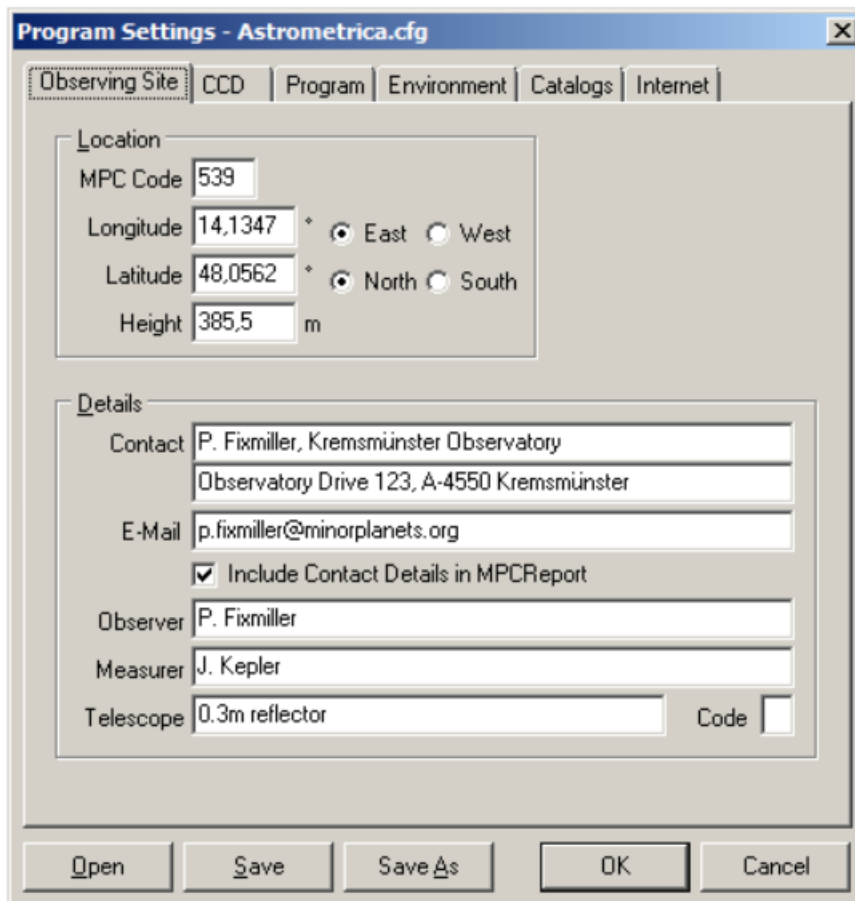 Program Settings - Astrometrica.cfg
Observing Site CCD Program Environment Catalogs Internet
Location
MPC Code 539
Longitude 14,1347 ° East West
Latitude 48,0562 ° North South
Height 385,5 m
Details
Contact P. Fixmiller, Kremsmünster Observatory
Observatory Drive 123, A-4550 Kremsmünster
E-Mail p.fixmiller@minorplanets.org
Include Contact Details in MPCReport
Observer P. Fixmiller
Measurer J. Kepler
Telescope 0.3m reflector Code
Open Save Save As OK Cancel